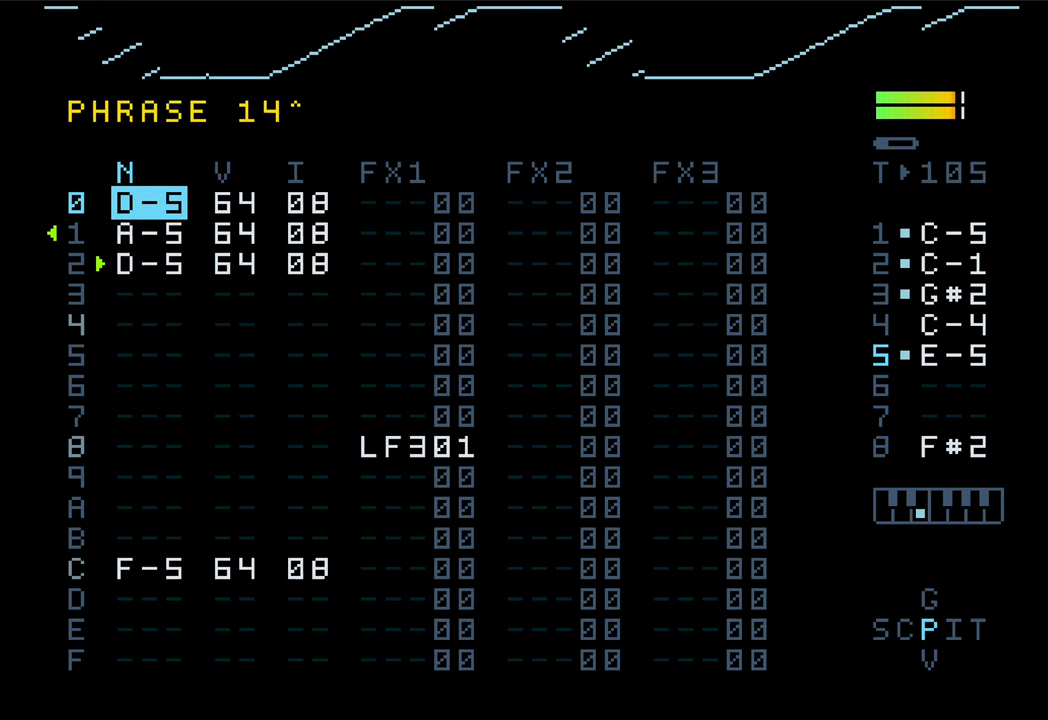 PHRASE 14^
N V I FX1 FX2 FX3 T▸105
0 D-5 64 08 ---00 ---00 ---00
1 A-5 64 08 ---00 ---00 ---00 1 C-5
2 D-5 64 08 ---00 ---00 ---00 2 C-1
3 --- -- -- ---00 ---00 ---00 3 G#2
4 --- -- -- ---00 ---00 ---00 4 C-4
5 --- -- -- ---00 ---00 ---00 5 E-5
6 --- -- -- ---00 ---00 ---00 6 ---
7 --- -- -- ---00 ---00 ---00 7 ---
8 --- -- -- LF301 ---00 ---00 8 F#2
9 --- -- -- ---00 ---00 ---00
A --- -- -- ---00 ---00 ---00
B --- -- -- ---00 ---00 ---00
C F-5 64 08 ---00 ---00 ---00
D --- -- -- ---00 ---00 ---00 G
E --- -- -- ---00 ---00 ---00 SCPIT
F --- -- -- ---00 ---00 ---00 V